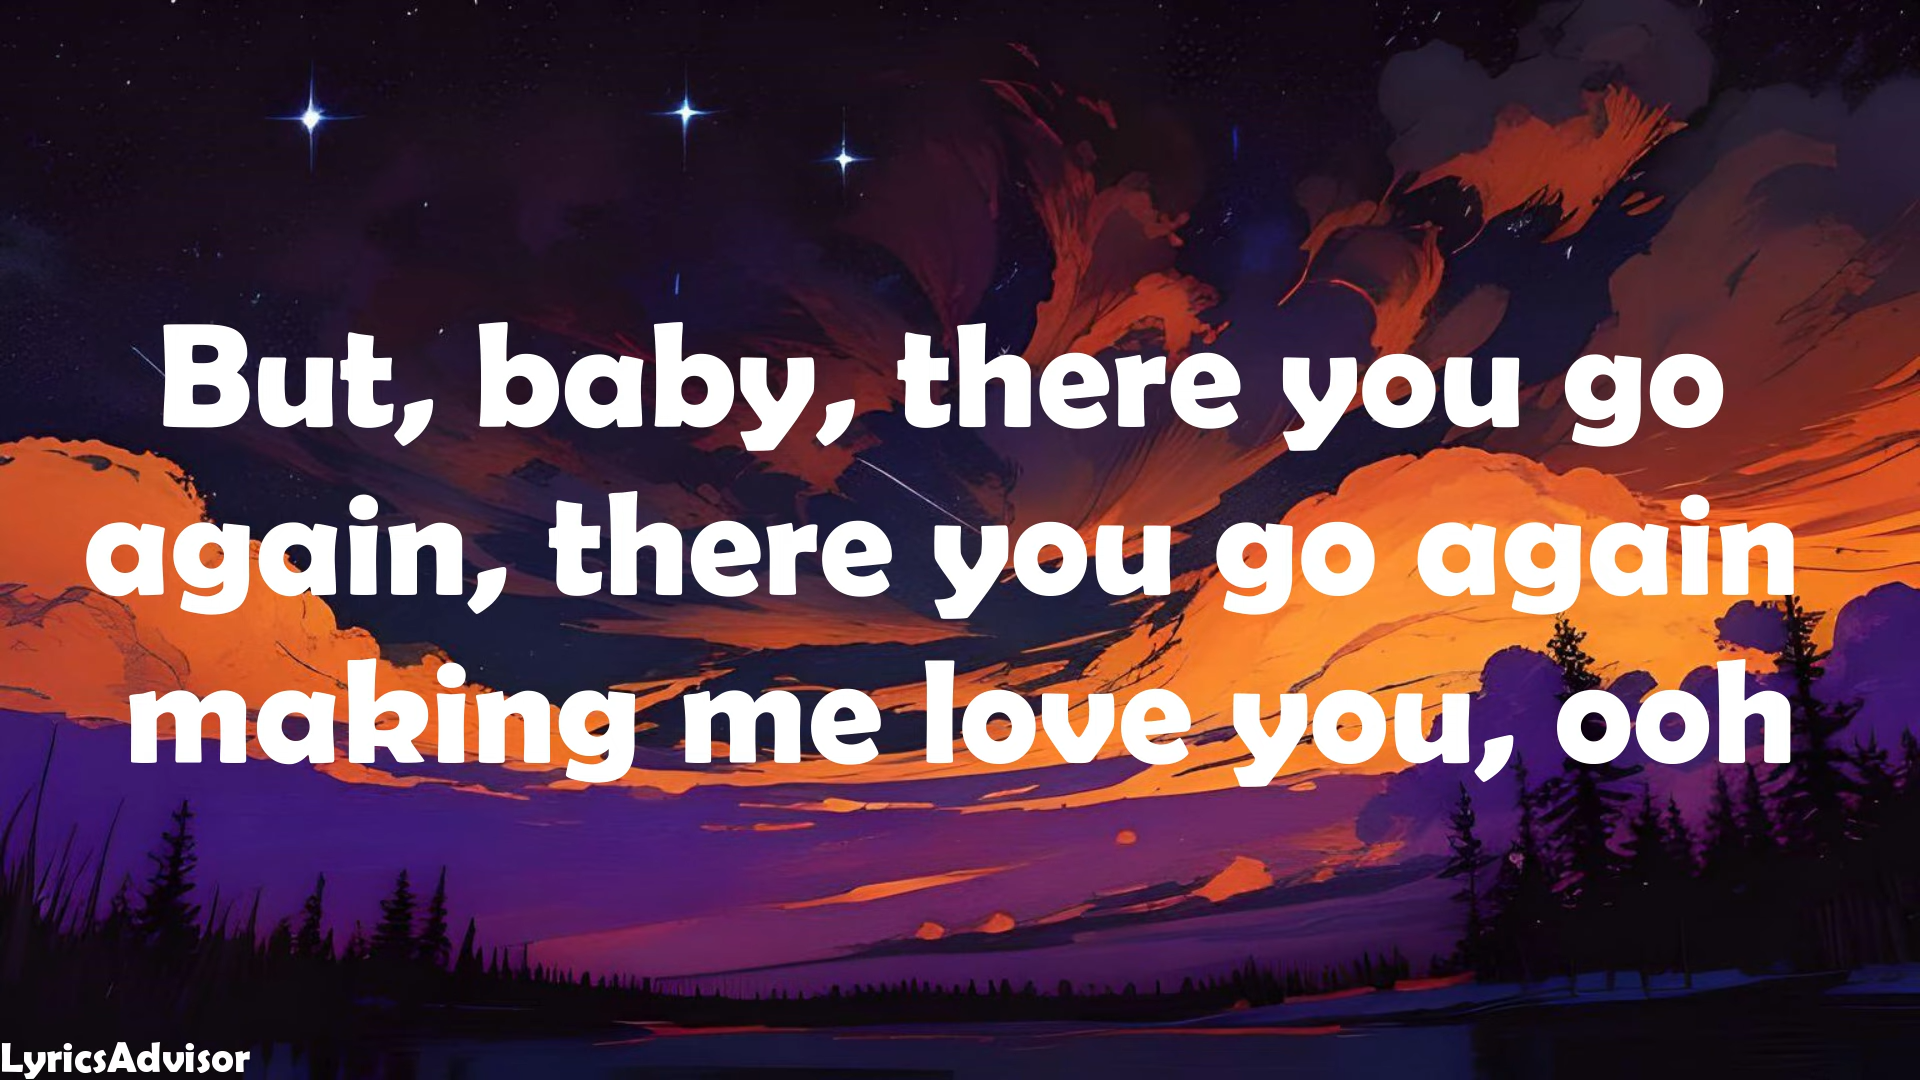 But, baby, there you go
again, there you go again
making me love you, ooh
LyricsAdvisor